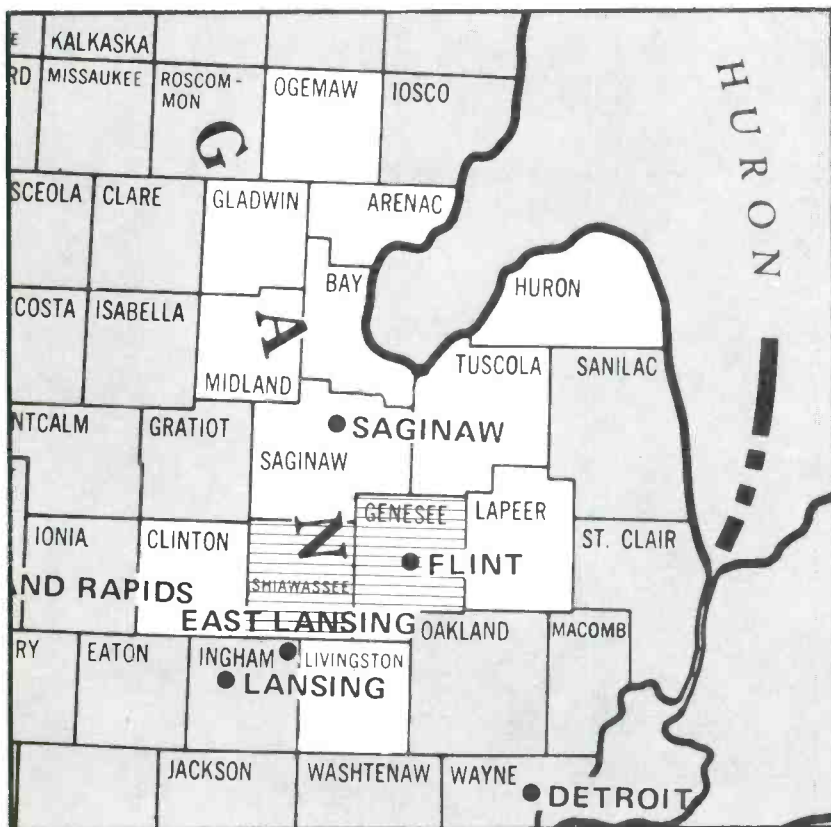 E KALKASKA
RD MISSAUKEE ROSCOM-
MON OGEMAW IOSCO
G
HURON
SCEOLA CLARE GLADWIN ARENAC
BAY HURON
COSTA ISABELLA A
MIDLAND TUSCOLA SANILAC
NTCALM GRATIOT SAGINAW
SAGINAW
GENESEE LAPEER
IONIA CLINTON N ST. CLAIR
FLINT
ND RAPIDS SHIAWASSEE
EAST LANSING OAKLAND MACOMB
RY EATON INGHAM LIVINGSTON
LANSING
JACKSON WASHTENAW WAYNE
DETROIT